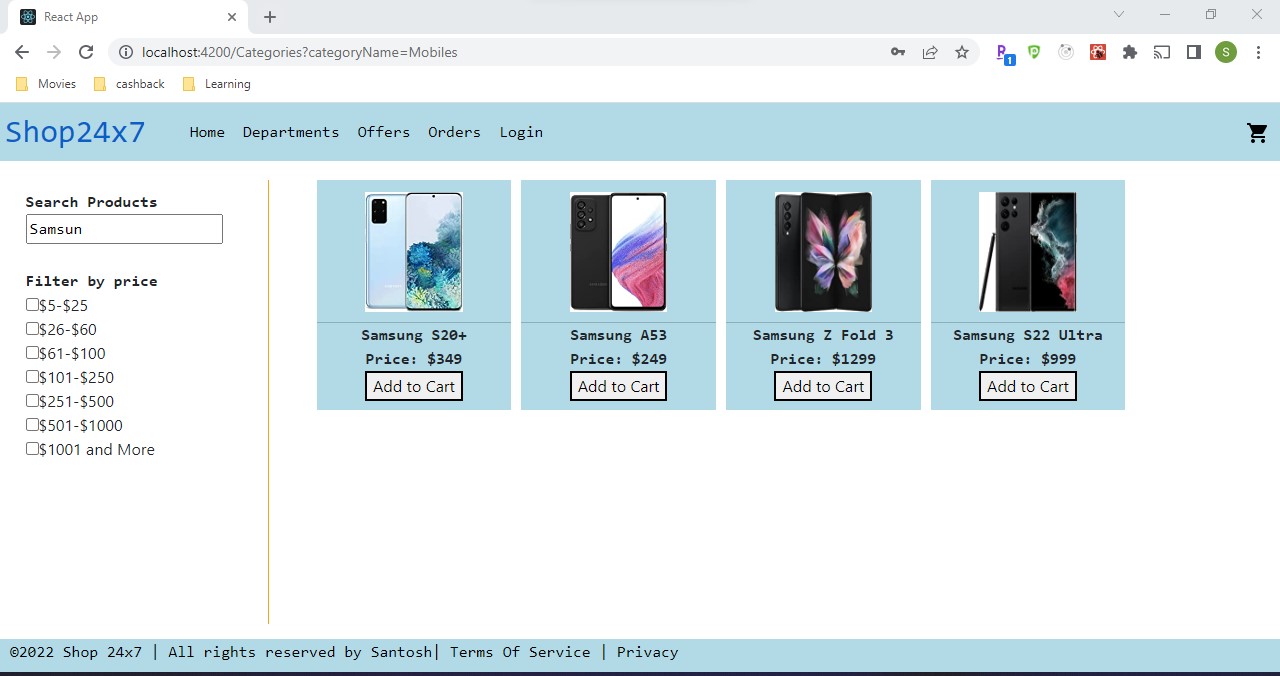 React App
localhost:4200/Categories?categoryName=Mobiles
1
S
Movies cashback Learning
Shop24x7
Home Departments Offers Orders Login
Search Products
Samsun
Filter by price
$5-$25
$26-$60
$61-$100
$101-$250
$251-$500
$501-$1000
$1001 and More
Samsung S20+
Price: $349
Add to Cart
Samsung A53
Price: $249
Add to Cart
Samsung Z Fold 3
Price: $1299
Add to Cart
Samsung S22 Ultra
Price: $999
Add to Cart
©2022 Shop 24x7 | All rights reserved by Santosh| Terms Of Service | Privacy